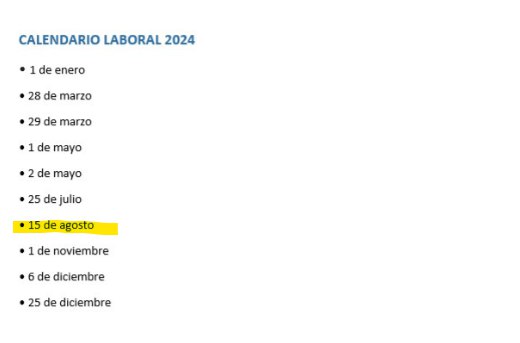 CALENDARIO LABORAL 2024
• 1 de enero
• 28 de marzo
• 29 de marzo
• 1 de mayo
• 2 de mayo
• 25 de julio
• 15 de agosto
• 1 de noviembre
• 6 de diciembre
• 25 de diciembre